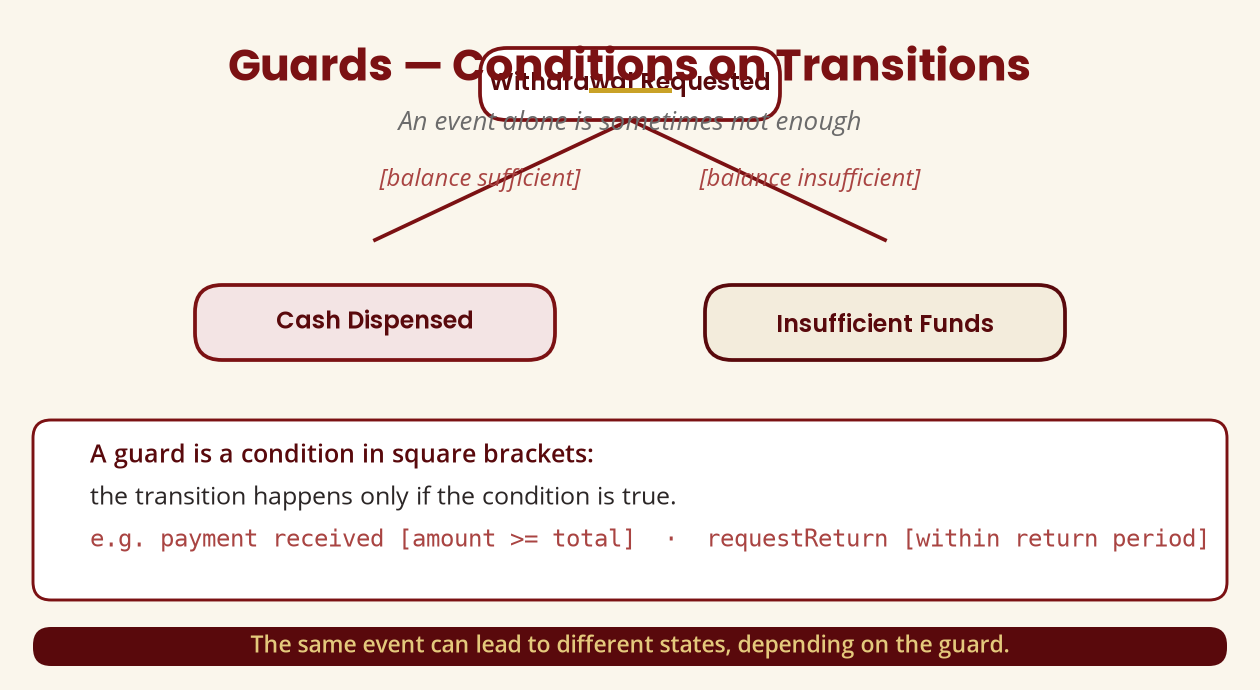 Guards — Conditions on Transitions
Withdrawal Requested
An event alone is sometimes not enough
[balance sufficient]
[balance insufficient]
Cash Dispensed
Insufficient Funds
A guard is a condition in square brackets:
the transition happens only if the condition is true.
e.g. payment received [amount >= total]  ·  requestReturn [within return period]
The same event can lead to different states, depending on the guard.